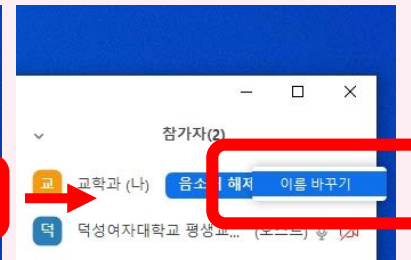 참가자(2)
교 교학과 (나) 음소거 해제 이름 바꾸기
덕 덕성여자대학교 평생교... (호스트)